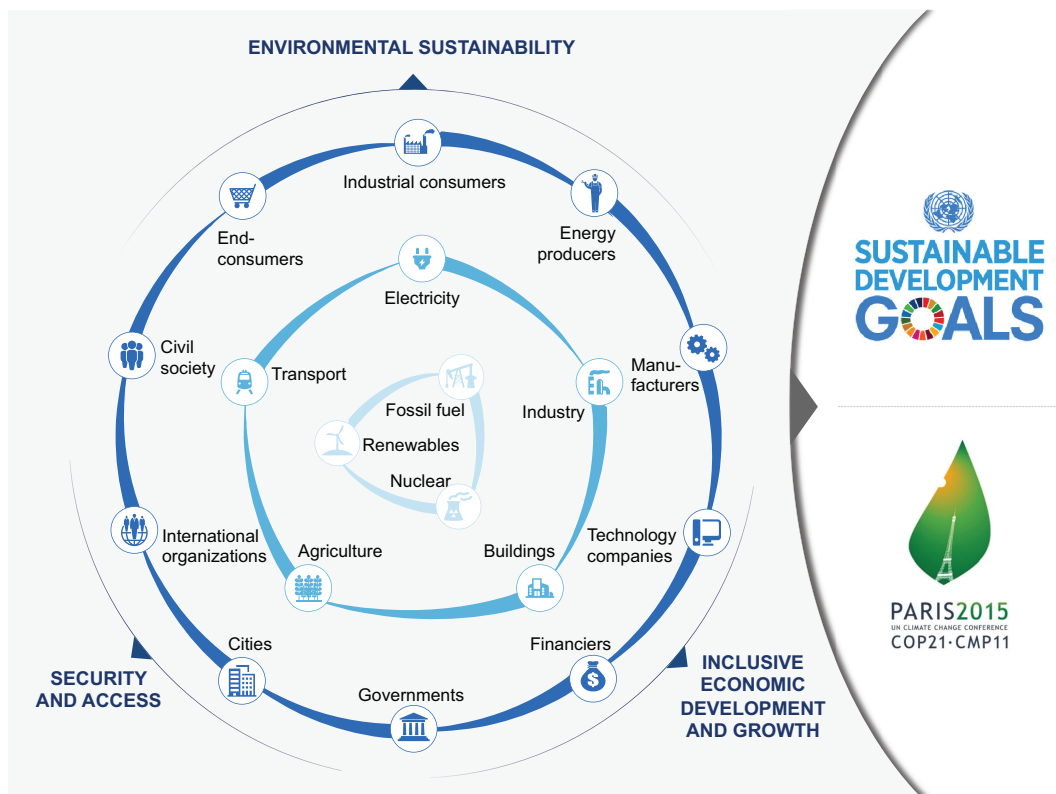 ENVIRONMENTAL SUSTAINABILITY
Industrial consumers
End-
consumers
Energy
producers
Electricity
Civil
society
Transport
Manu-
facturers
Fossil fuel
Industry
Renewables
Nuclear
International
organizations
Agriculture
Buildings
Technology
companies
Cities
Financiers
Governments
SECURITY
AND ACCESS
INCLUSIVE
ECONOMIC
DEVELOPMENT
AND GROWTH
SUSTAINABLE
DEVELOPMENT
GOALS
PARIS2015
UN CLIMATE CHANGE CONFERENCE
COP21·CMP11